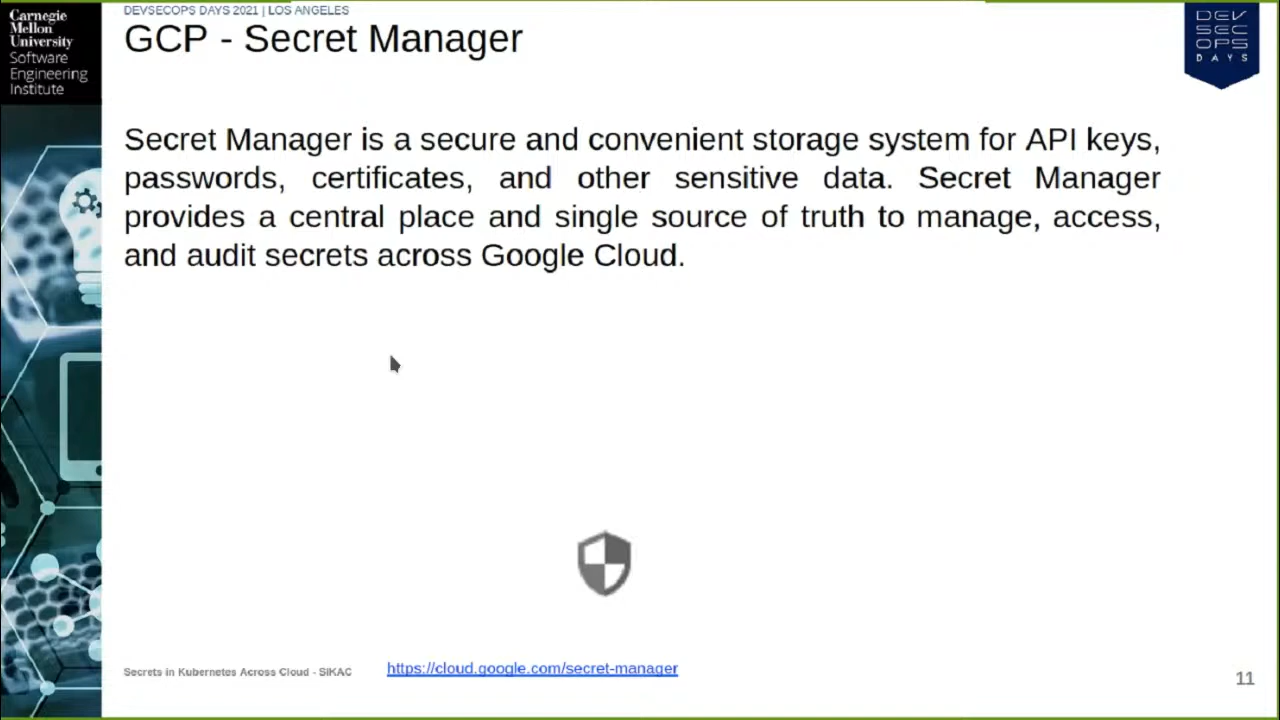 Carnegie
Mellon
University
Software
Engineering
Institute
DEVSECOPS DAYS 2021 | LOS ANGELES
GCP - Secret Manager
DEV
SEC
OPS
DAYS
Secret Manager is a secure and convenient storage system for API keys,
passwords, certificates, and other sensitive data. Secret Manager
provides a central place and single source of truth to manage, access,
and audit secrets across Google Cloud.
Secrets in Kubernetes Across Cloud - SIKAC
https://cloud.google.com/secret-manager
11